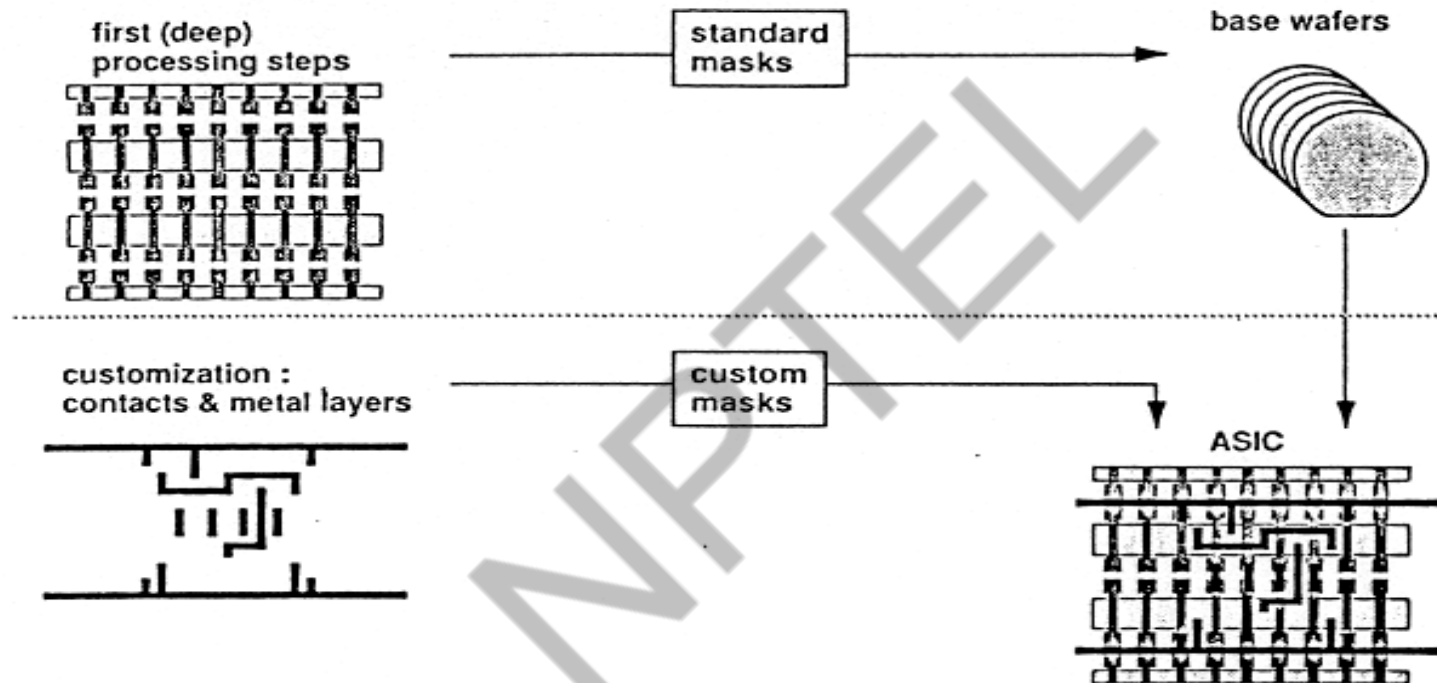 first (deep)
processing steps
standard
masks
base wafers
customization :
contacts & metal layers
custom
masks
ASIC
NPTEL